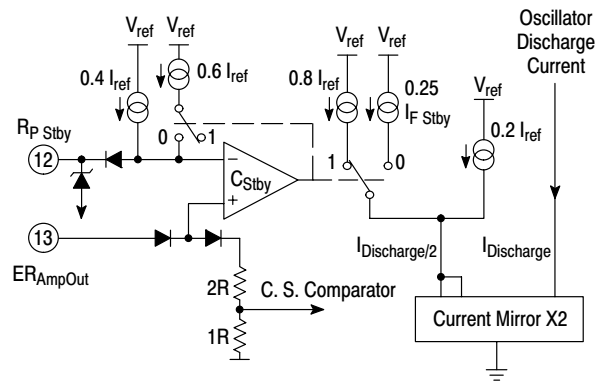 Vref
Vref
Vref
Vref
Oscillator
Discharge
Current
0.4 Iref
0.6 Iref
0.8 Iref
0.25
IF Stby
Vref
0.2 Iref
RP Stby
12
0
1
1
0
CStby
−
+
13
ERAmpOut
IDischarge/2
IDischarge
2R
C. S. Comparator
1R
Current Mirror X2